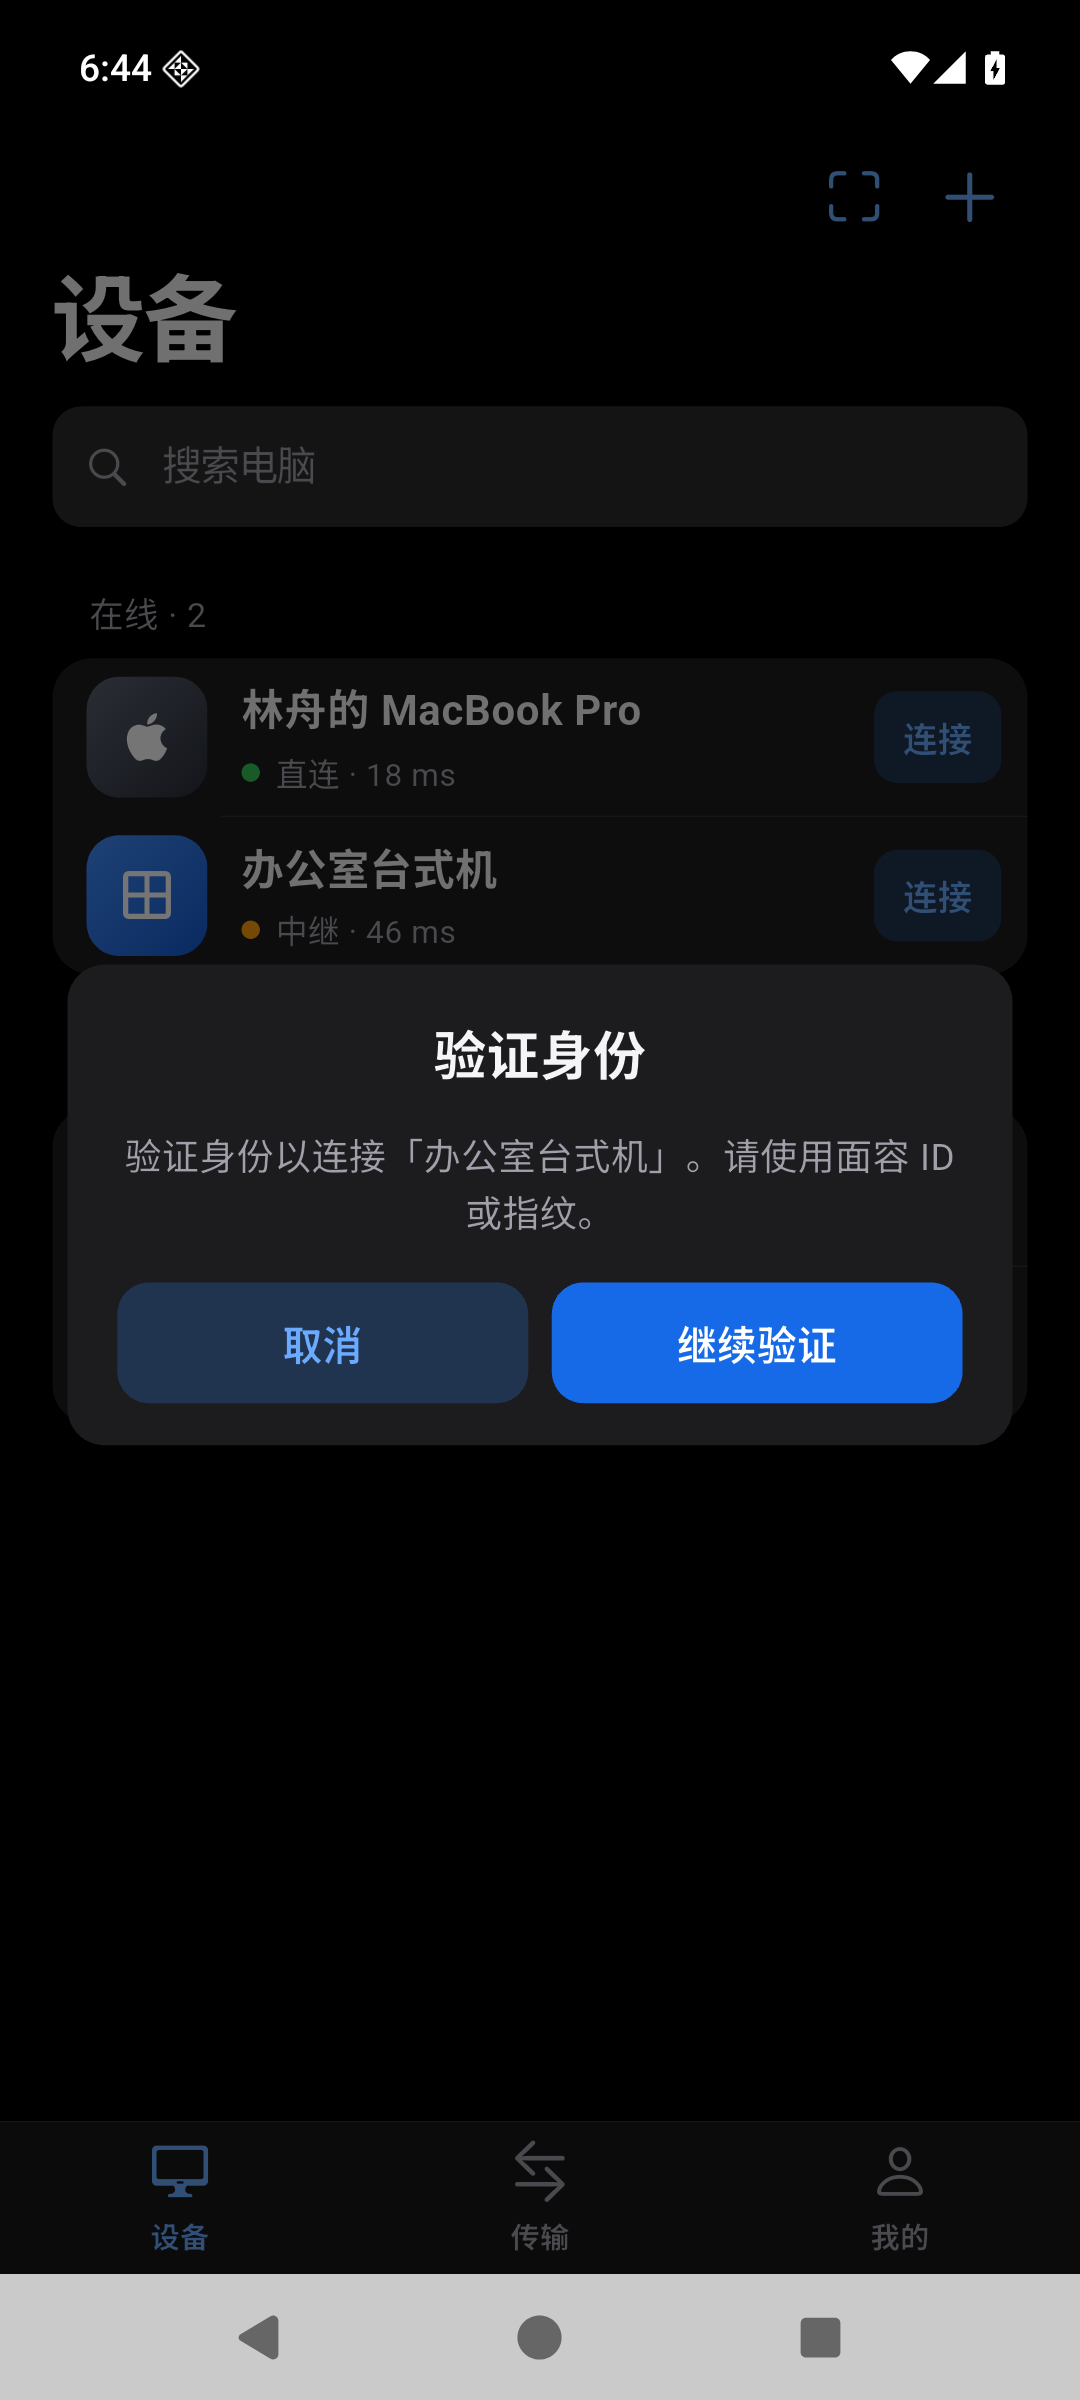 6:44
设备
搜索电脑
在线 · 2
林舟的 MacBook Pro
直连 · 18 ms
连接
办公室台式机
中继 · 46 ms
连接
验证身份
验证身份以连接「办公室台式机」。请使用面容 ID
或指纹。
取消
继续验证
设备
传输
我的